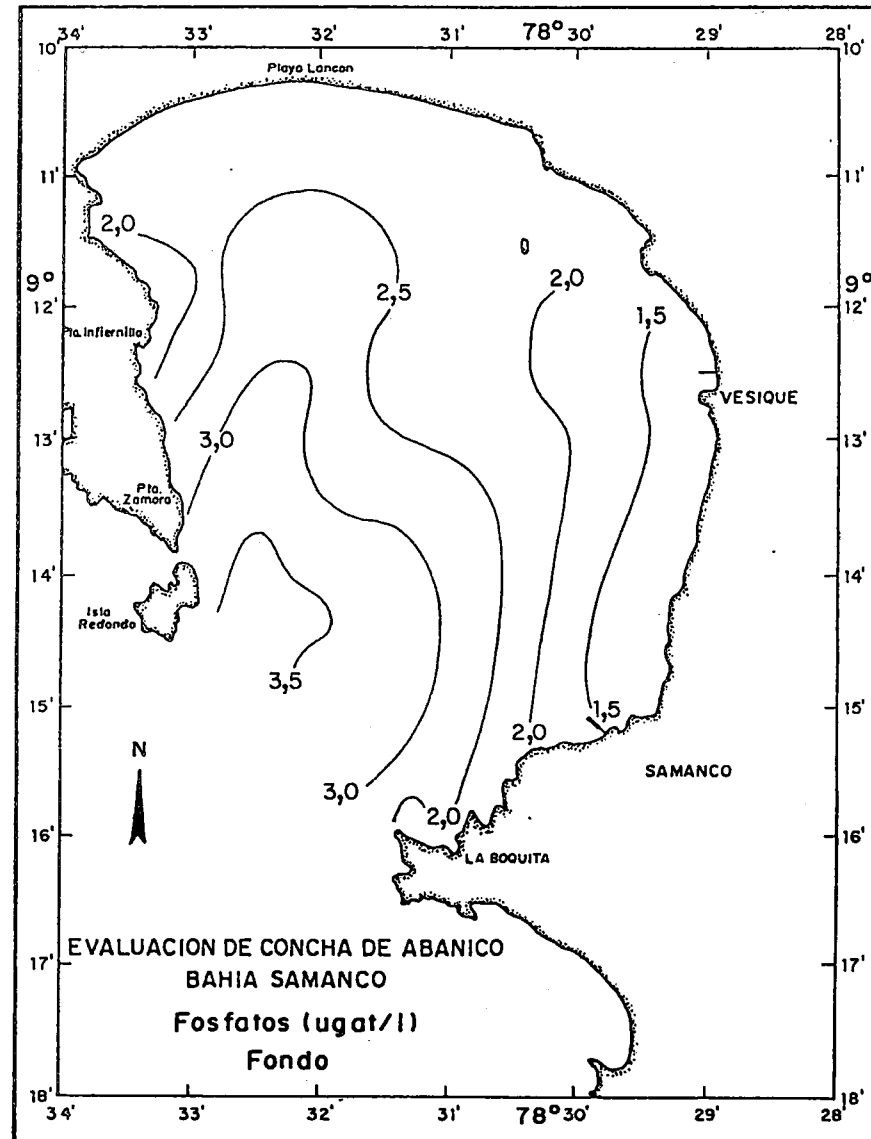 34' 33' 32' 31' 78° 30' 29' 28'
10' 10'
Playa Lancon
11' 11'
2,0
9° 9°
2,5 2,0
12' 1,5 12'
Pta. Infiernillo
VESIQUE
13' 3,0 13'
Pta.
Zamora
14' 14'
Isla
Redondo
3,5
15' 1,5 15'
2,0
N SAMANCO
3,0 2,0
16' 16'
LA BOQUITA
EVALUACION DE CONCHA DE ABANICO
17' 17'
BAHIA SAMANCO
Fosfatos (ugat/l)
Fondo
18' 18'
34' 33' 32' 31' 78° 30' 29' 28'